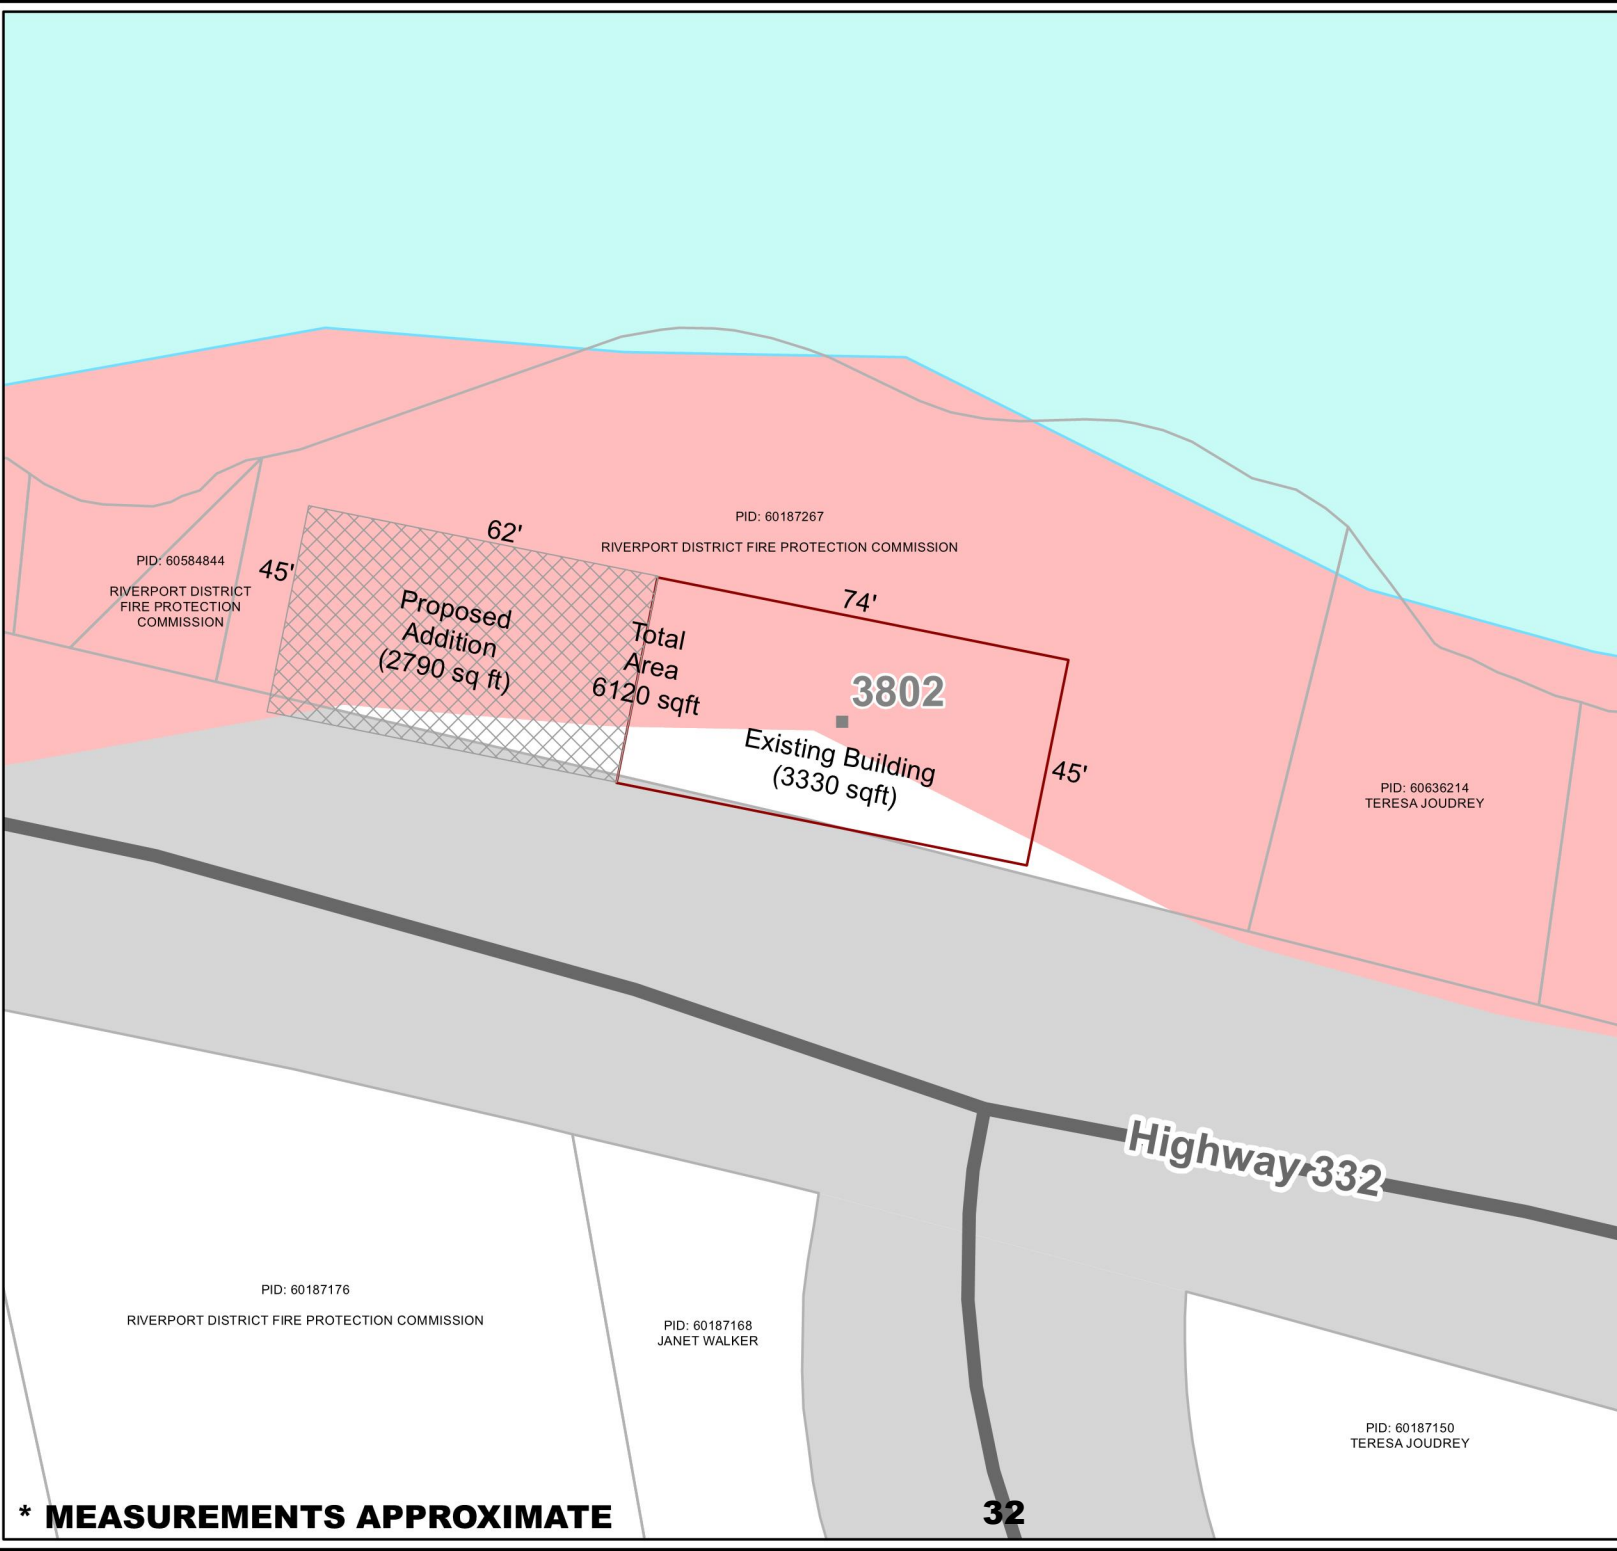 PID: 60187267
RIVERPORT DISTRICT FIRE PROTECTION COMMISSION
62'
PID: 60584844
RIVERPORT DISTRICT
FIRE PROTECTION
COMMISSION
45'
Proposed
Addition
(2790 sq ft)
74'
Total
Area
6120 sqft
3802
Existing Building
(3330 sqft)
45'
PID: 60636214
TERESA JOUDREY
Highway 332
PID: 60187176
RIVERPORT DISTRICT FIRE PROTECTION COMMISSION
PID: 60187168
JANET WALKER
PID: 60187150
TERESA JOUDREY
* MEASUREMENTS APPROXIMATE
32